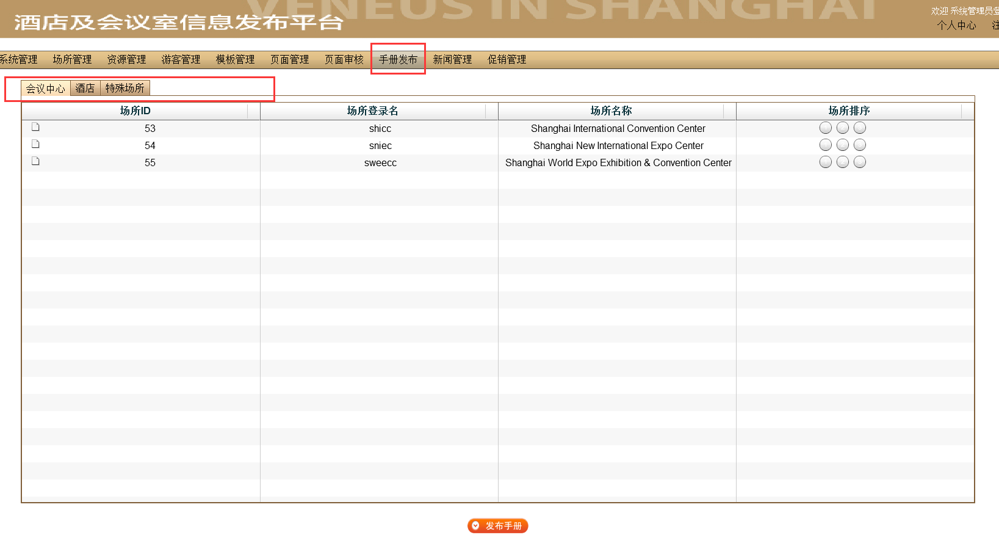 VENEUS IN SHANGHAI
酒店及会议室信息发布平台
欢迎 系统管理员登
个人中心 注
系统管理 场所管理 资源管理 游客管理 模板管理 页面管理 页面审核 手册发布 新闻管理 促销管理
会议中心 酒店 特殊场所
场所ID 场所登录名 场所名称 场所排序
53 shicc Shanghai International Convention Center
54 sniec Shanghai New International Expo Center
55 sweecc Shanghai World Expo Exhibition & Convention Center
发布手册